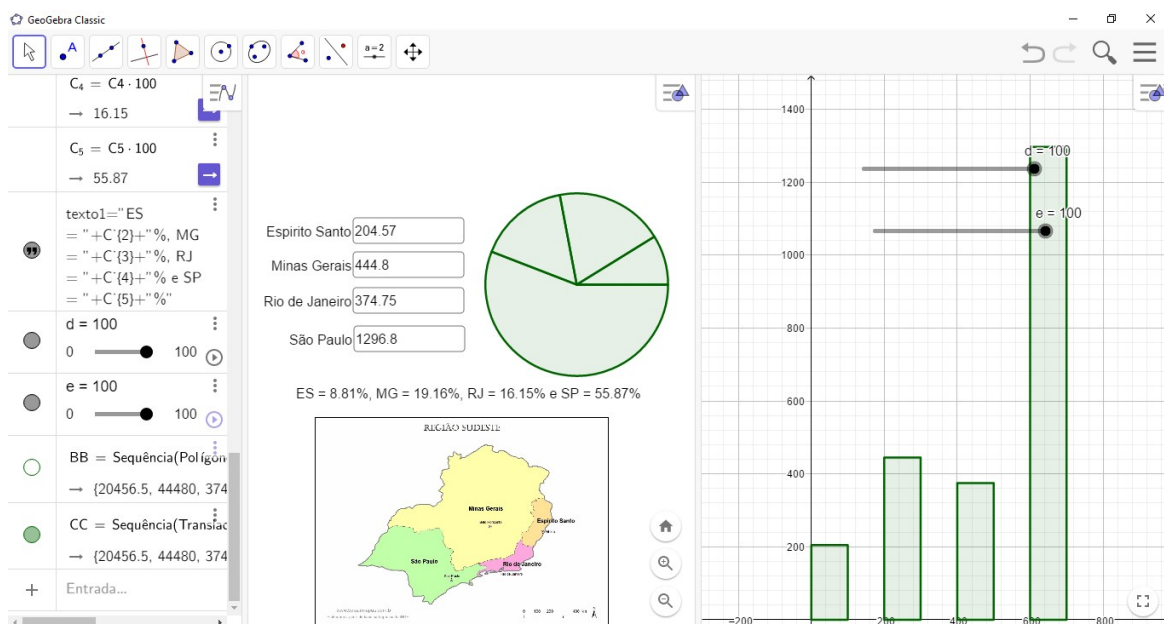 GeoGebra Classic
a = 2
C₄ = C4 · 100
→ 16.15
C₅ = C5 · 100
→ 55.87
texto1="ES
= "+C´{2}+"%, MG
= "+C´{3}+"%, RJ
= "+C´{4}+"% e SP
= "+C´{5}+"%"
d = 100
0 100
e = 100
0 100
BB = Sequência(Polígon
→ {20456.5, 44480, 374
CC = Sequência(Translac
→ {20456.5, 44480, 374
+ Entrada...
Espirito Santo 204.57
Minas Gerais 444.8
Rio de Janeiro 374.75
São Paulo 1296.8
ES = 8.81%, MG = 19.16%, RJ = 16.15% e SP = 55.87%
REGIÃO SUDESTE
Minas Gerais
Espirito Santo
São Paulo
Rio de Janeiro
d = 100
e = 100
1400
1200
1000
800
600
400
200
−200 200 400 600 800